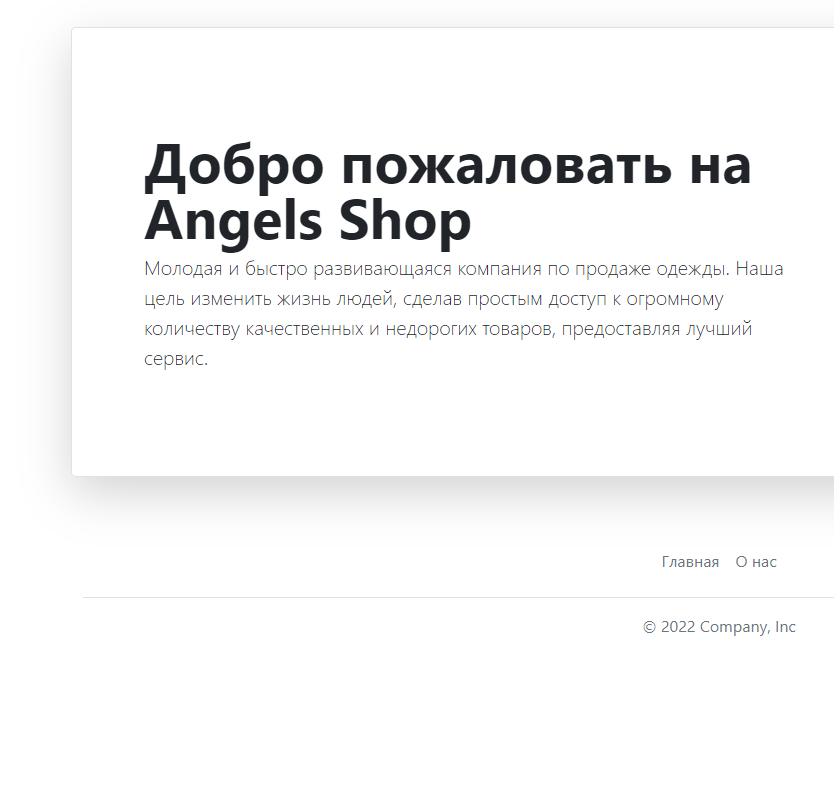 Добро пожаловать на
Angels Shop
Молодая и быстро развивающаяся компания по продаже одежды. Наша
цель изменить жизнь людей, сделав простым доступ к огромному
количеству качественных и недорогих товаров, предоставляя лучший
сервис.
Главная О нас
© 2022 Company, Inc